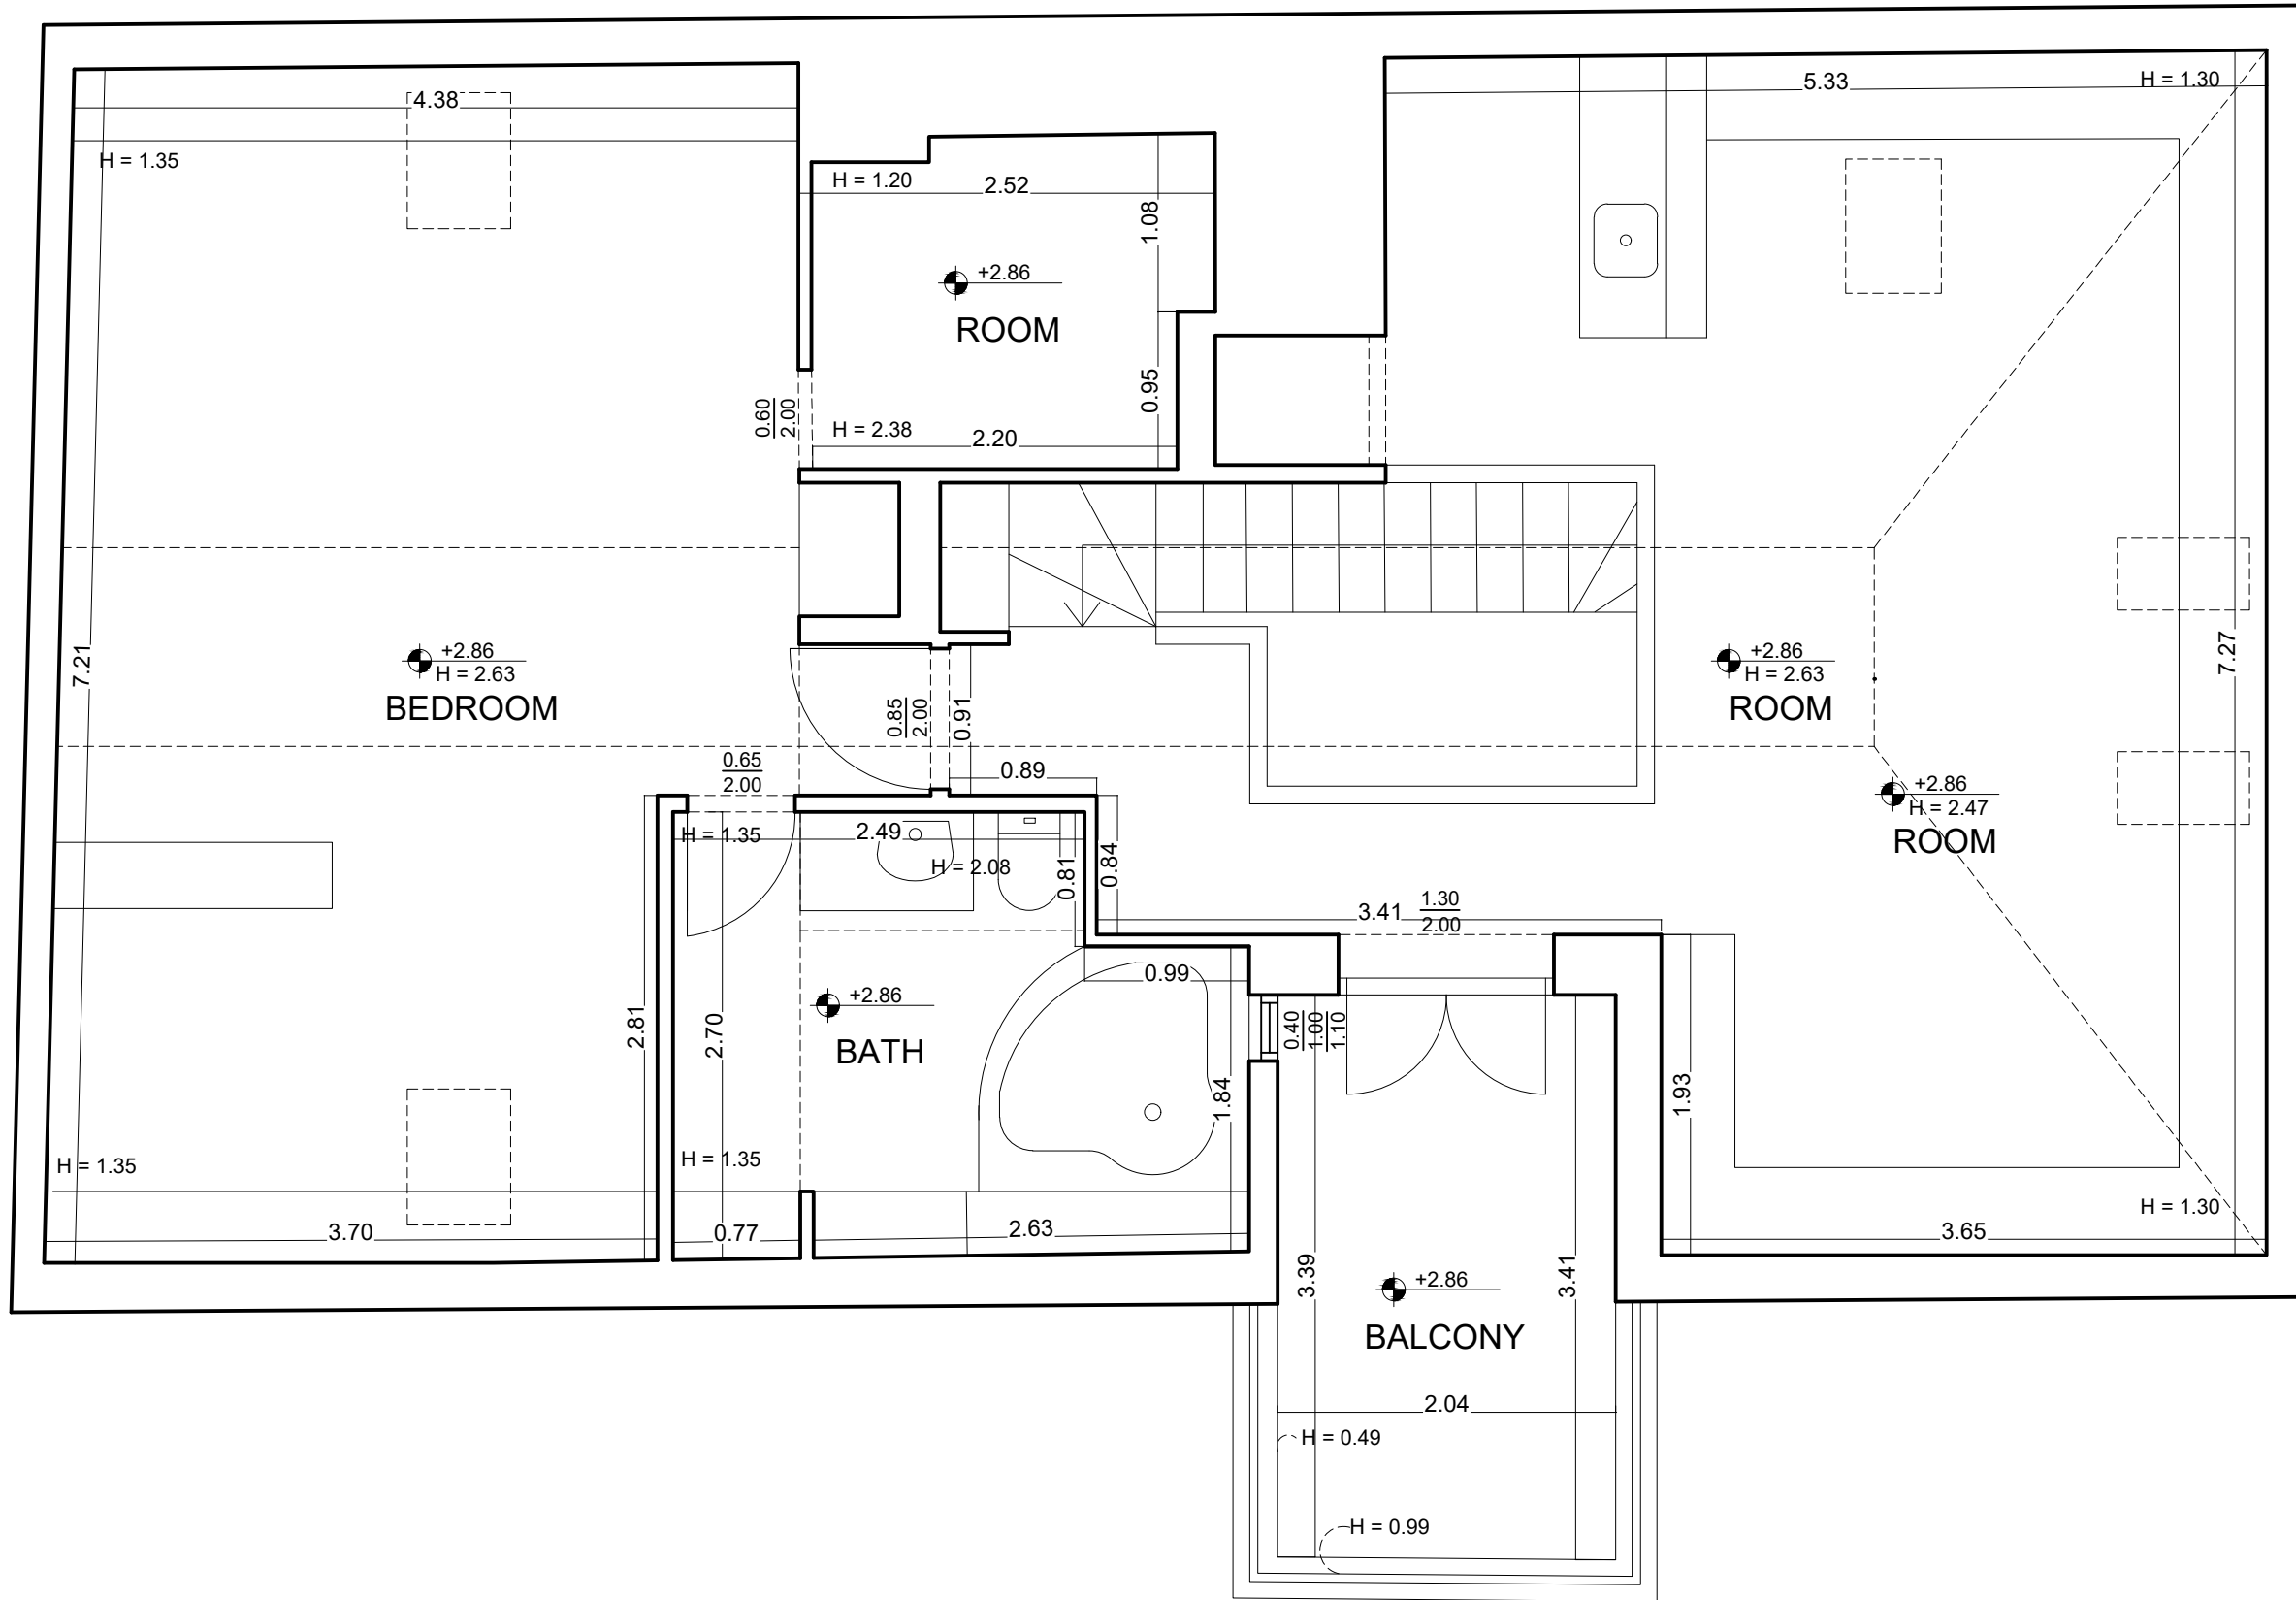 4.38
H = 1.35
5.33
H = 1.30
H = 1.20
2.52
1.08
+2.86
ROOM
0.95
0.60
2.00
H = 2.38
2.20
7.21
+2.86
H = 2.63
BEDROOM
0.85
2.00
0.91
+2.86
H = 2.63
ROOM
7.27
0.65
2.00
0.89
+2.86
H = 2.47
ROOM
H = 1.35
2.49
H = 2.08
0.81
0.84
3.41
1.30
2.00
0.99
+2.86
BATH
2.81
2.70
0.40
1.00
1.10
1.84
1.93
H = 1.35
H = 1.35
H = 1.30
3.70
0.77
2.63
3.65
3.39
+2.86
BALCONY
3.41
2.04
H = 0.49
H = 0.99